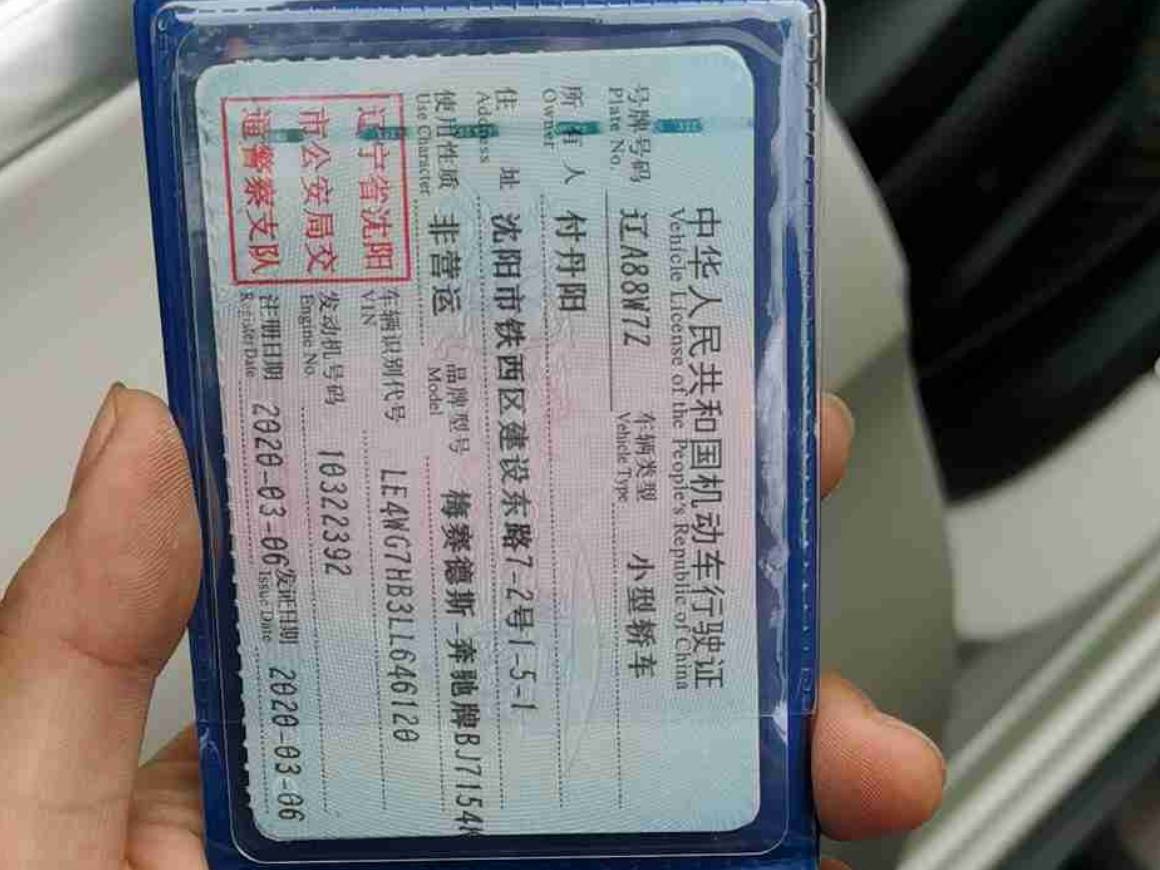 中华人民共和国机动车行驶证
Vehicle License of the People's Republic of China
号牌号码 辽A88W7Z 车辆类型 小型轿车
Plate No. Vehicle Type
所有人 付丹阳
Owner
住址 沈阳市铁西区建设东路7-2号1-5-1
Address
使用性质 非营运 品牌型号 梅赛德斯-奔驰牌BJ7154
Use Character Model
辽宁省沈阳
市公安局交
通警察支队
车辆识别代号 LE4WG7HB3LL646120
VIN
发动机号码 10322392
Engine No.
注册日期 2020-03-06 发证日期 2020-03-06
Register Date Issue Date